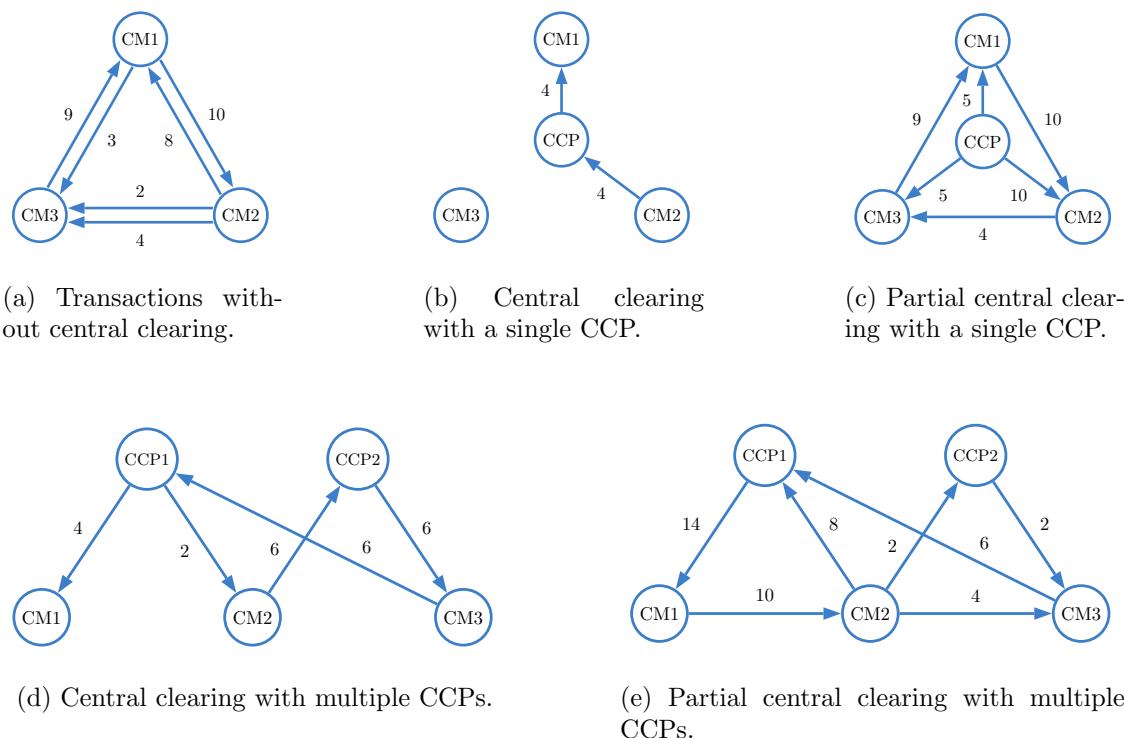 CM1
9
3
8
10
2
CM3
CM2
4
(a) Transactions with-
out central clearing.
CM1
4
CCP
4
CM3
CM2
(b) Central clearing
with a single CCP.
CM1
5
9
10
CCP
5
10
CM3
CM2
4
(c) Partial central clear-
ing with a single CCP.
CCP1
CCP2
4
2
6
6
6
CM1
CM2
CM3
(d) Central clearing with multiple CCPs.
CCP1
CCP2
14
8
2
6
2
10
4
CM1
CM2
CM3
(e) Partial central clearing with multiple
CCPs.